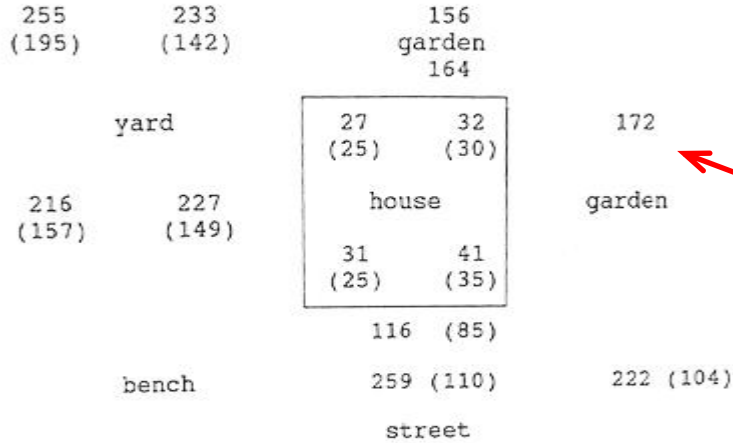 255 233 156
(195) (142) garden
164
yard 27 32 172
(25) (30)
216 227 house garden
(157) (149)
31 41
(25) (35)
116 (85)
bench 259 (110) 222 (104)
street